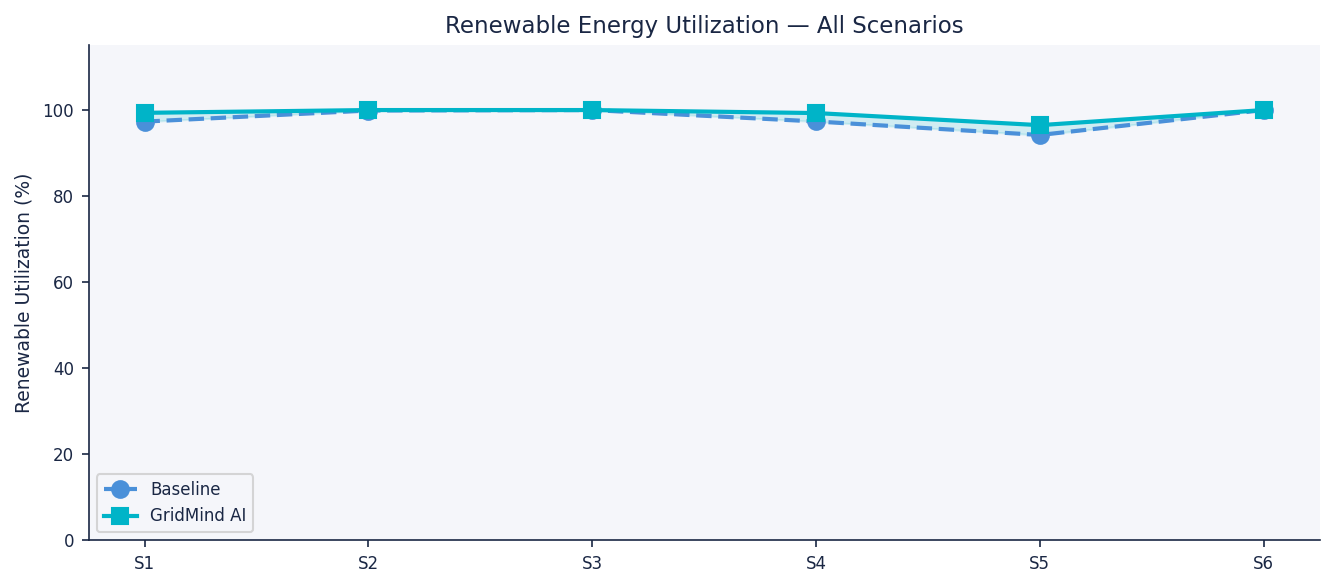 Renewable Energy Utilization — All Scenarios
Renewable Utilization (%)
100
80
60
40
20
0
Baseline
GridMind AI
S1 S2 S3 S4 S5 S6